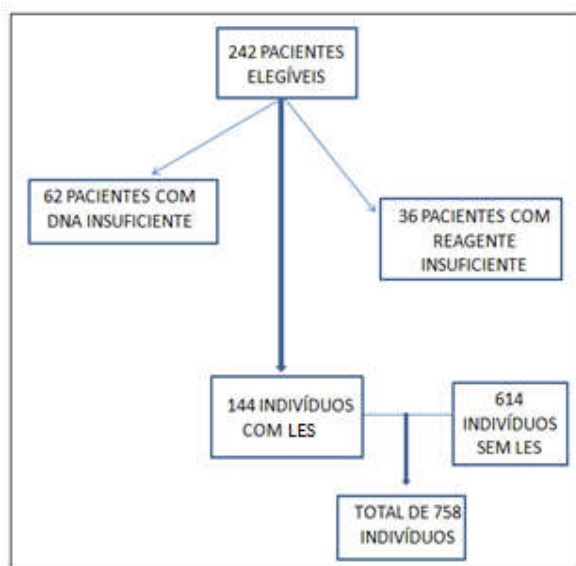 242 PACIENTES
ELEGÍVEIS
62 PACIENTES COM
DNA INSUFICIENTE
36 PACIENTES COM
REAGENTE
INSUFICIENTE
144 INDIVÍDUOS
COM LES
614
INDIVÍDUOS
SEM LES
TOTAL DE 758
INDIVÍDUOS